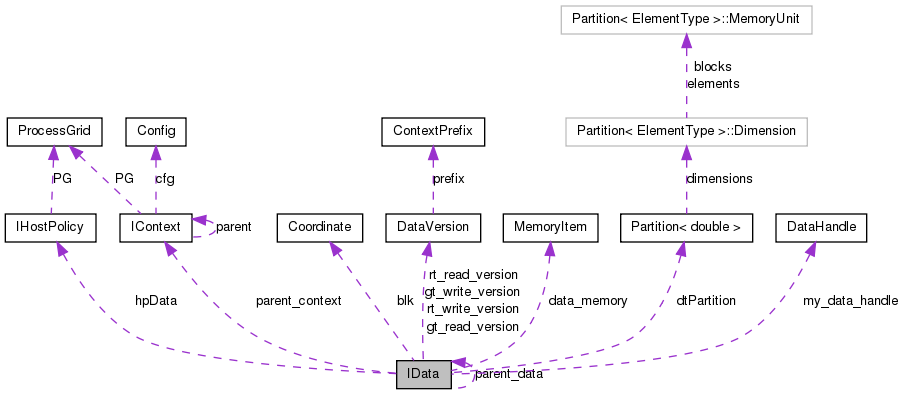 Partition< ElementType >::MemoryUnit
blocks
elements
ProcessGrid
Config
ContextPrefix
Partition< ElementType >::Dimension
PG
PG
cfg
prefix
dimensions
IHostPolicy
IContext
parent
Coordinate
DataVersion
MemoryItem
Partition< double >
DataHandle
hpData
parent_context
blk
rt_read_version
gt_write_version
rt_write_version
gt_read_version
data_memory
dtPartition
my_data_handle
IData
parent_data